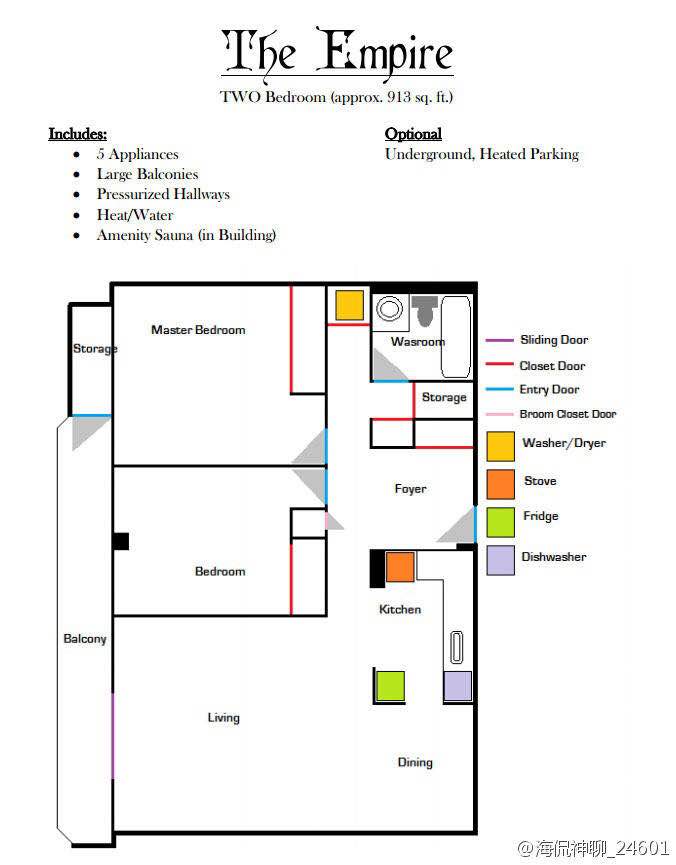 The Empire
TWO Bedroom (approx. 913 sq. ft.)
Includes:
• 5 Appliances
• Large Balconies
• Pressurized Hallways
• Heat/Water
• Amenity Sauna (in Building)
Optional
Underground, Heated Parking
Master Bedroom
Storage
Wasroom
Storage
Foyer
Bedroom
Kitchen
Balcony
Living
Dining
Sliding Door
Closet Door
Entry Door
Broom Closet Door
Washer/Dryer
Stove
Fridge
Dishwasher
@海侃神聊_24601